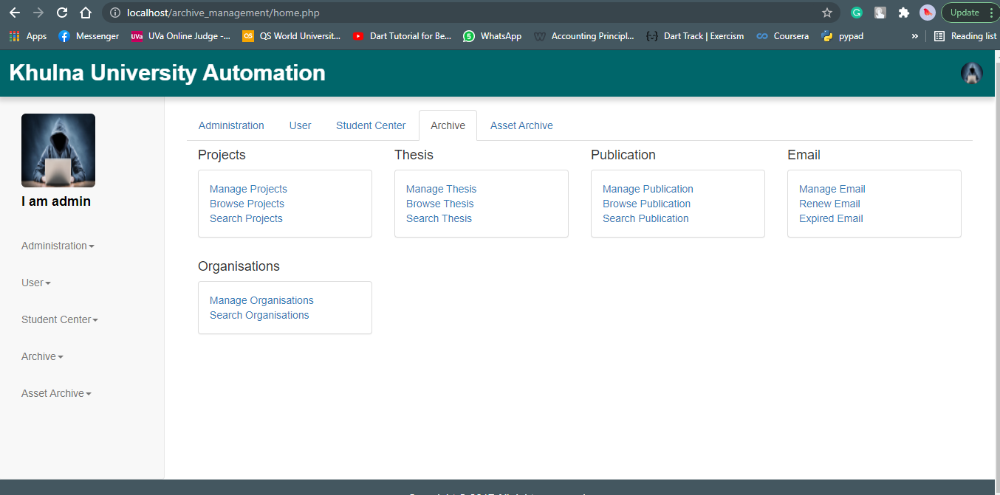 localhost/archive_management/home.php
Update
Apps Messenger UVa UVa Online Judge -... QS QS World Universit... Dart Tutorial for Be... WhatsApp Accounting Principl... Dart Track | Exercism Coursera pypad » Reading list
Khulna University Automation
I am admin
Administration
User
Student Center
Archive
Asset Archive
Administration User Student Center Archive Asset Archive
Projects
Manage Projects
Browse Projects
Search Projects
Thesis
Manage Thesis
Browse Thesis
Search Thesis
Publication
Manage Publication
Browse Publication
Search Publication
Email
Manage Email
Renew Email
Expired Email
Organisations
Manage Organisations
Search Organisations